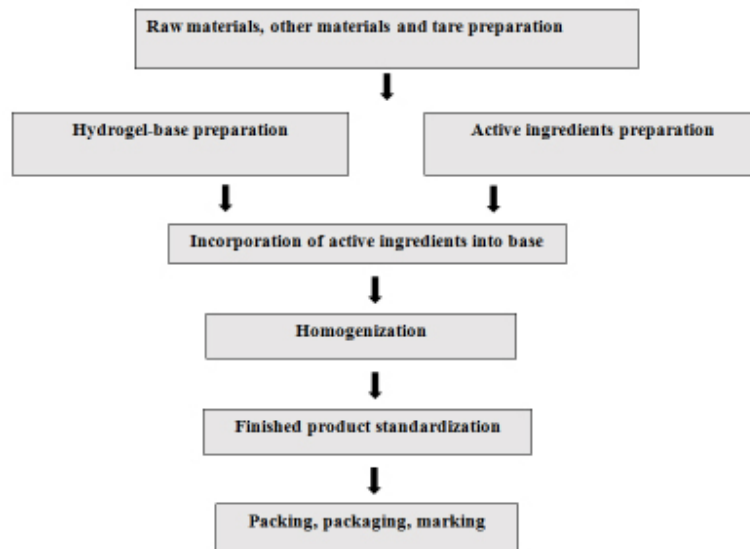 Raw materials, other materials and tare preparation
Hydrogel-base preparation
Active ingredients preparation
Incorporation of active ingredients into base
Homogenization
Finished product standardization
Packing, packaging, marking